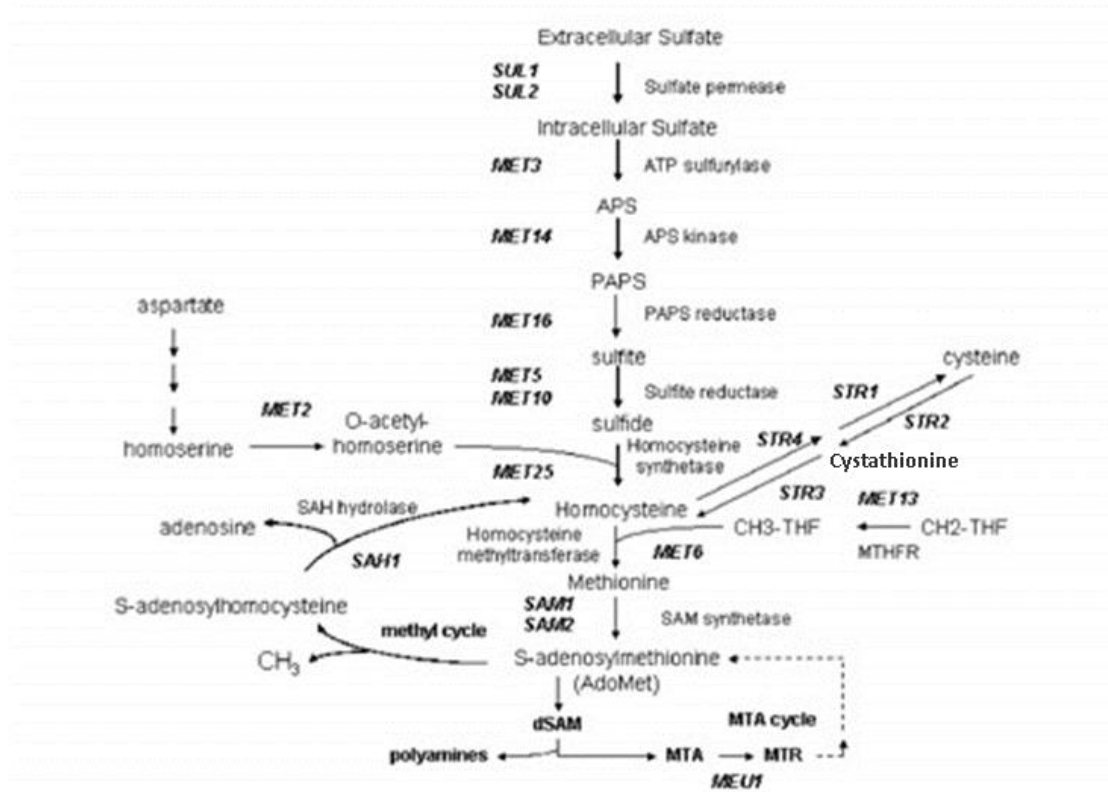 Extracellular Sulfate
SUL1
SUL2
Sulfate permease
Intracellular Sulfate
MET3
ATP sulfurylase
APS
MET14
APS kinase
PAPS
aspartate
MET16
PAPS reductase
sulfite
cysteine
MET5
MET10
Sulfite reductase
STR1
MET2
O-acetyl-
homoserine
sulfide
STR2
homoserine
Homocysteine
synthetase
STR4
Cystathionine
MET25
STR3
MET13
SAH hydrolase
Homocysteine
adenosine
CH3-THF
CH2-THF
Homocysteine
methyltransferase
MET6
MTHFR
SAH1
Methionine
S-adenosylhomocysteine
SAM1
SAM2
SAM synthetase
methyl cycle
CH3
S-adenosylmethionine
(AdoMet)
dSAM
MTA cycle
polyamines
MTA
MTR
MEU1